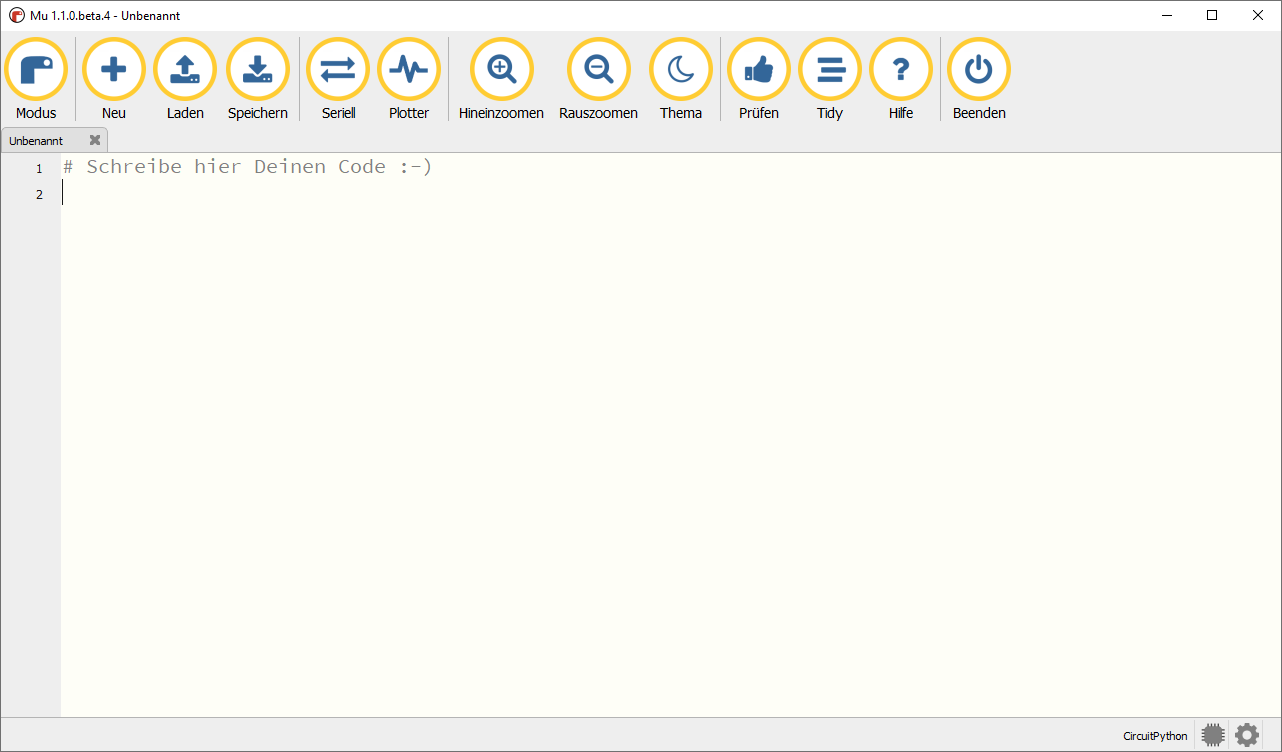 Mu 1.1.0.beta.4 - Unbenannt
Modus Neu Laden Speichern Seriell Plotter Hineinzoomen Rauszoomen Thema Prüfen Tidy Hilfe Beenden
Unbenannt
1 # Schreibe hier Deinen Code :-)
2
CircuitPython